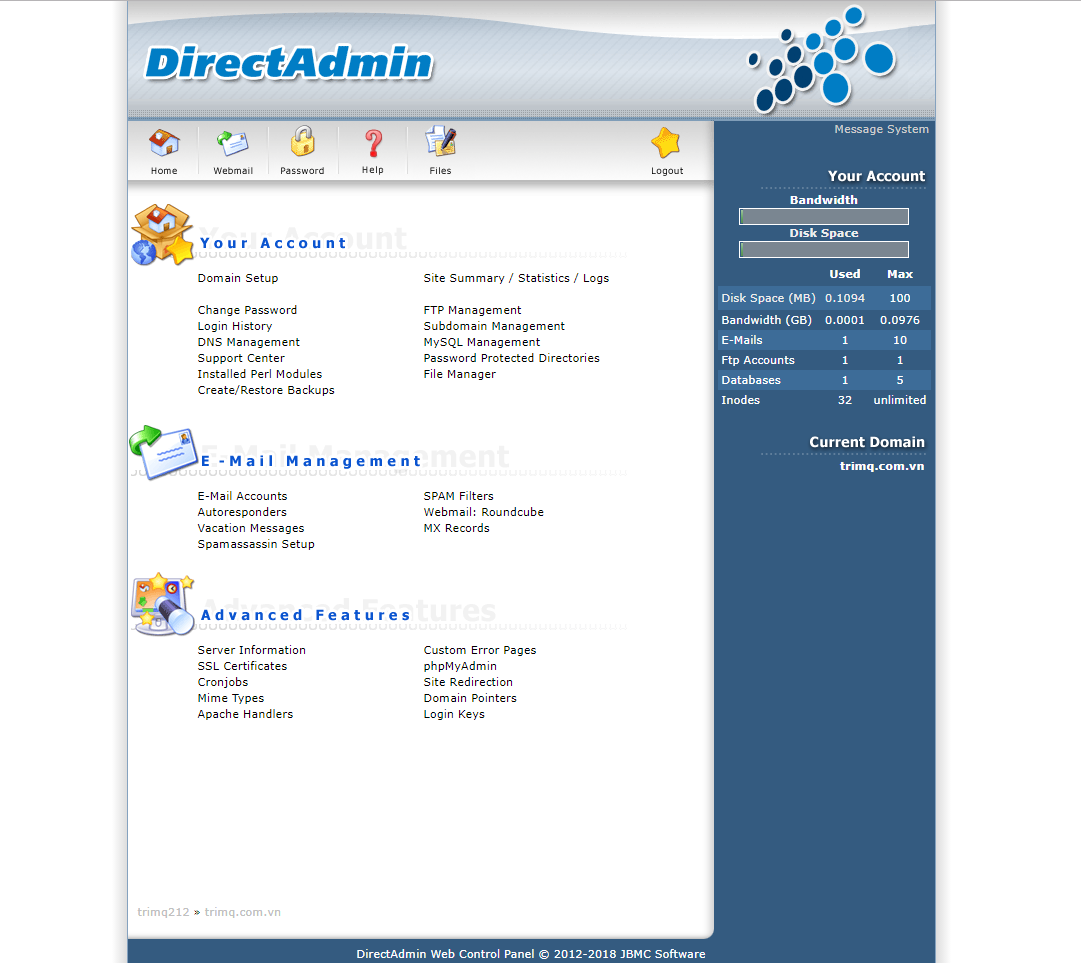 DirectAdmin
Home Webmail Password Help Files Logout
Message System
Your Account
Bandwidth
Disk Space
Used Max
Disk Space (MB) 0.1094 100
Bandwidth (GB) 0.0001 0.0976
E-Mails 1 10
Ftp Accounts 1 1
Databases 1 5
Inodes 32 unlimited
Current Domain
trimq.com.vn
Your Account
Your Account
Domain Setup Site Summary / Statistics / Logs
Change Password FTP Management
Login History Subdomain Management
DNS Management MySQL Management
Support Center Password Protected Directories
Installed Perl Modules File Manager
Create/Restore Backups
E-Mail Management
E-Mail Management
E-Mail Accounts SPAM Filters
Autoresponders Webmail: Roundcube
Vacation Messages MX Records
Spamassassin Setup
Advanced Features
Advanced Features
Server Information Custom Error Pages
SSL Certificates phpMyAdmin
Cronjobs Site Redirection
Mime Types Domain Pointers
Apache Handlers Login Keys
trimq212 » trimq.com.vn
DirectAdmin Web Control Panel © 2012-2018 JBMC Software